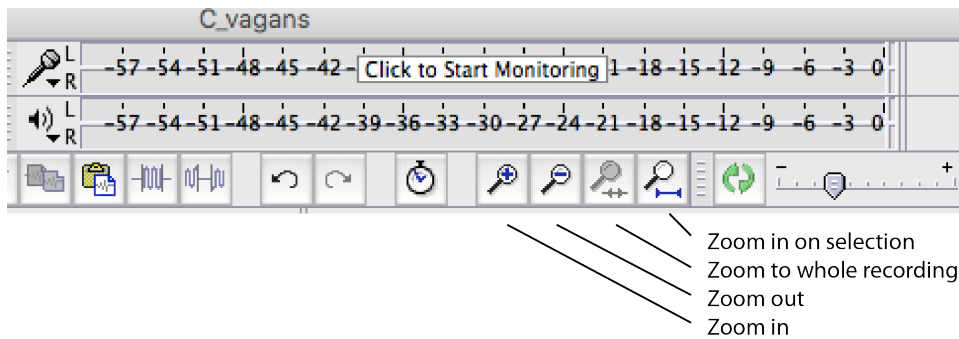 C_vagans
L
-57 -54 -51 -48 -45 -42 - Click to Start Monitoring 1 -18 -15 -12 -9 -6 -3 0
R
L
-57 -54 -51 -48 -45 -42 -39 -36 -33 -30 -27 -24 -21 -18 -15 -12 -9 -6 -3 0
R
- +
Zoom in on selection
Zoom to whole recording
Zoom out
Zoom in